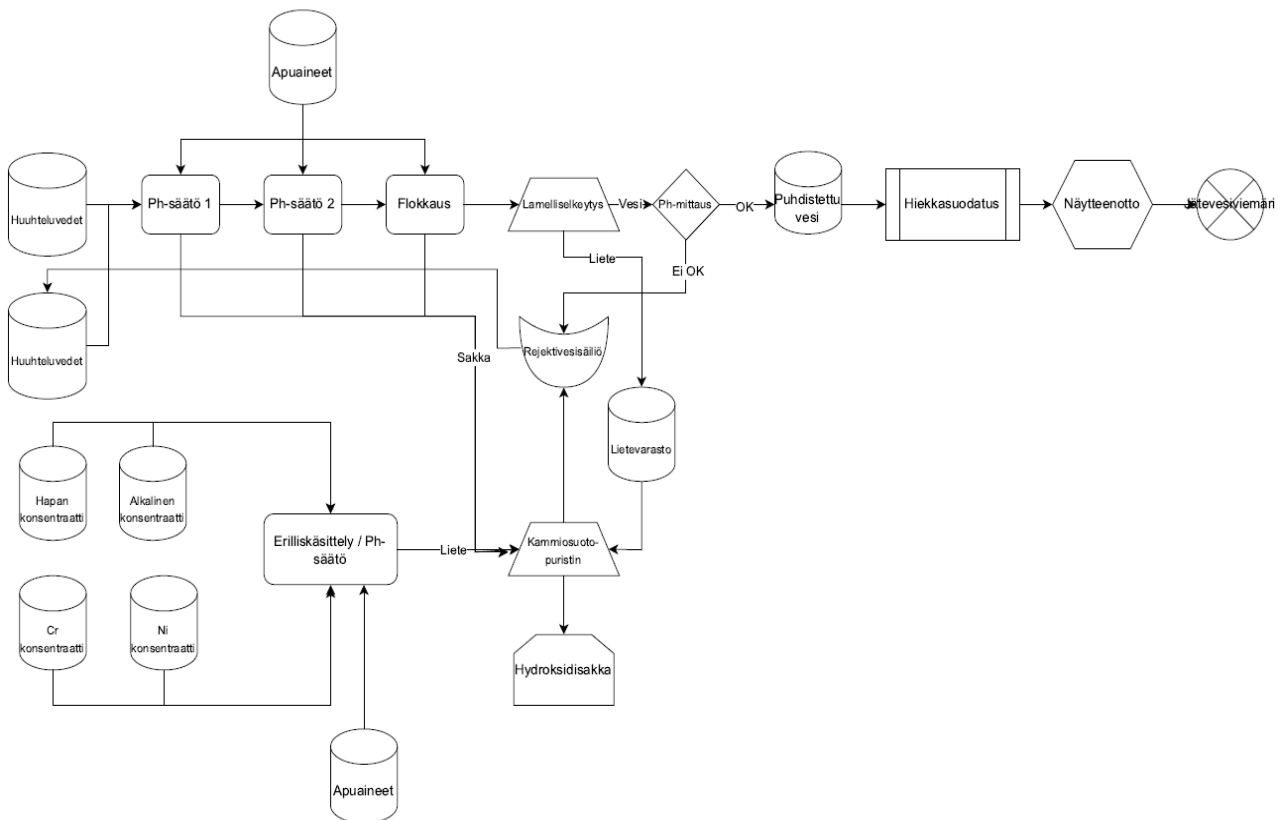 Apuaineet
Huuhteluvedet
Ph-säätö 1
Ph-säätö 2
Flokkaus
Lamelliselkeytys
Vesi
Ph-mittaus
OK
Puhdistettu
vesi
Hiekkasuodatus
Näytteenotto
Jätevesiviemäri
Liete
Ei OK
Huuhteluvedet
Sakka
Rejektivesisäiliö
Lietevarasto
Hapan
konsentraatti
Alkalinen
konsentraatti
Erilliskäsittely / Ph-
säätö
Liete
Kammiosuoto-
puristin
Cr
konsentraatti
Ni
konsentraatti
Hydroksidisakka
Apuaineet